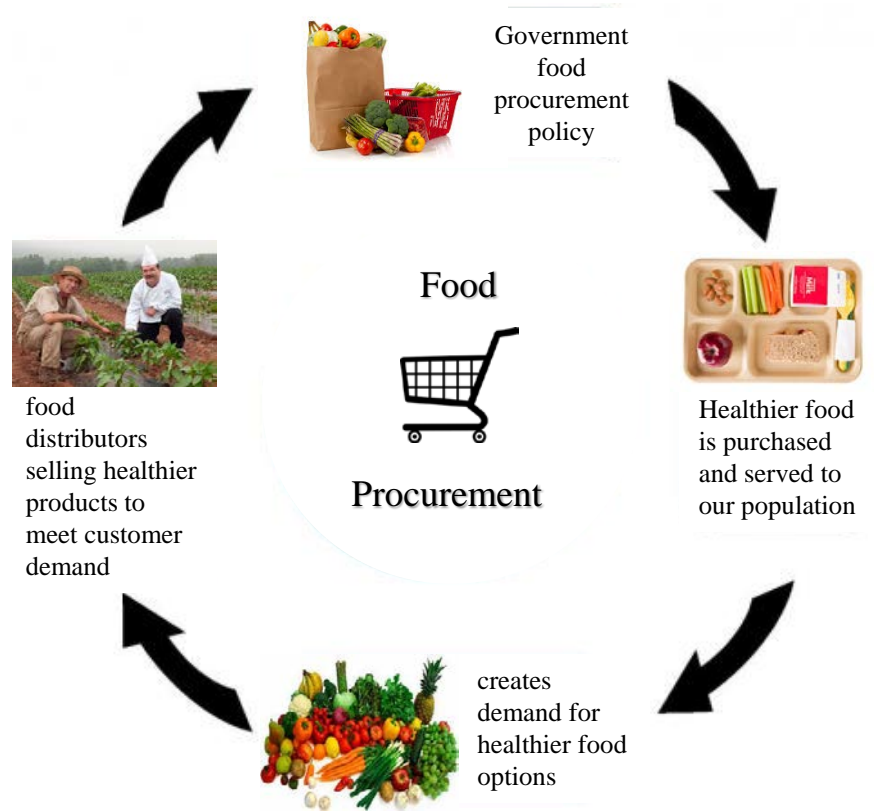 Government
food
procurement
policy
Food
Procurement
Healthier food
is purchased
and served to
our population
creates
demand for
healthier food
options
food
distributors
selling healthier
products to
meet customer
demand